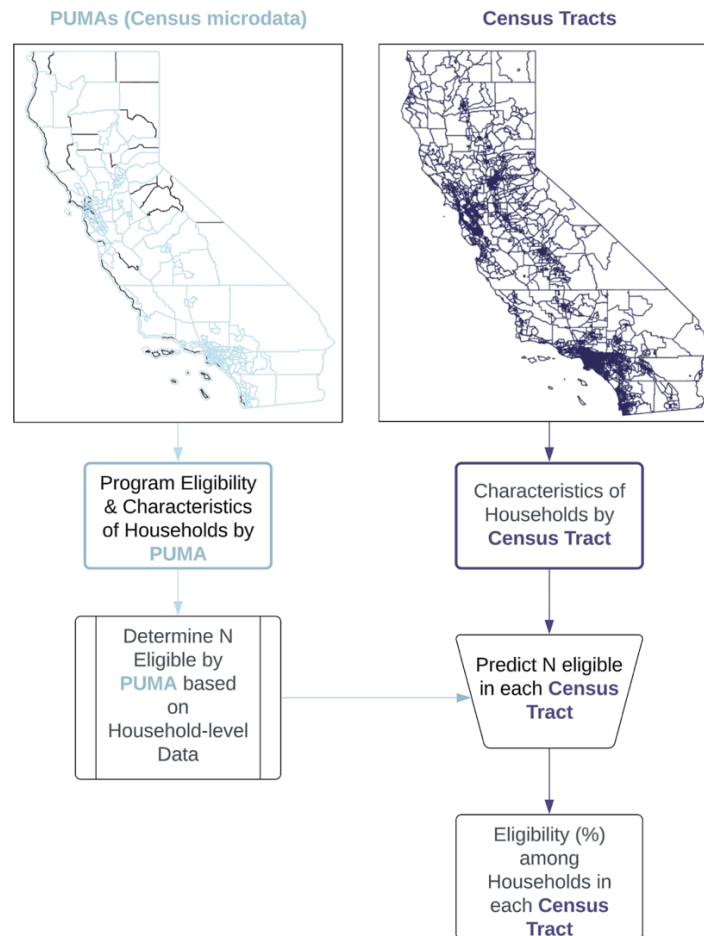 PUMAs (Census microdata)
Census Tracts
Program Eligibility
& Characteristics
of Households by
PUMA
Characteristics of
Households by
Census Tract
Determine N
Eligible by
PUMA based
on
Household-level
Data
Predict N eligible
in each Census
Tract
Eligibility (%)
among
Households in
each Census
Tract